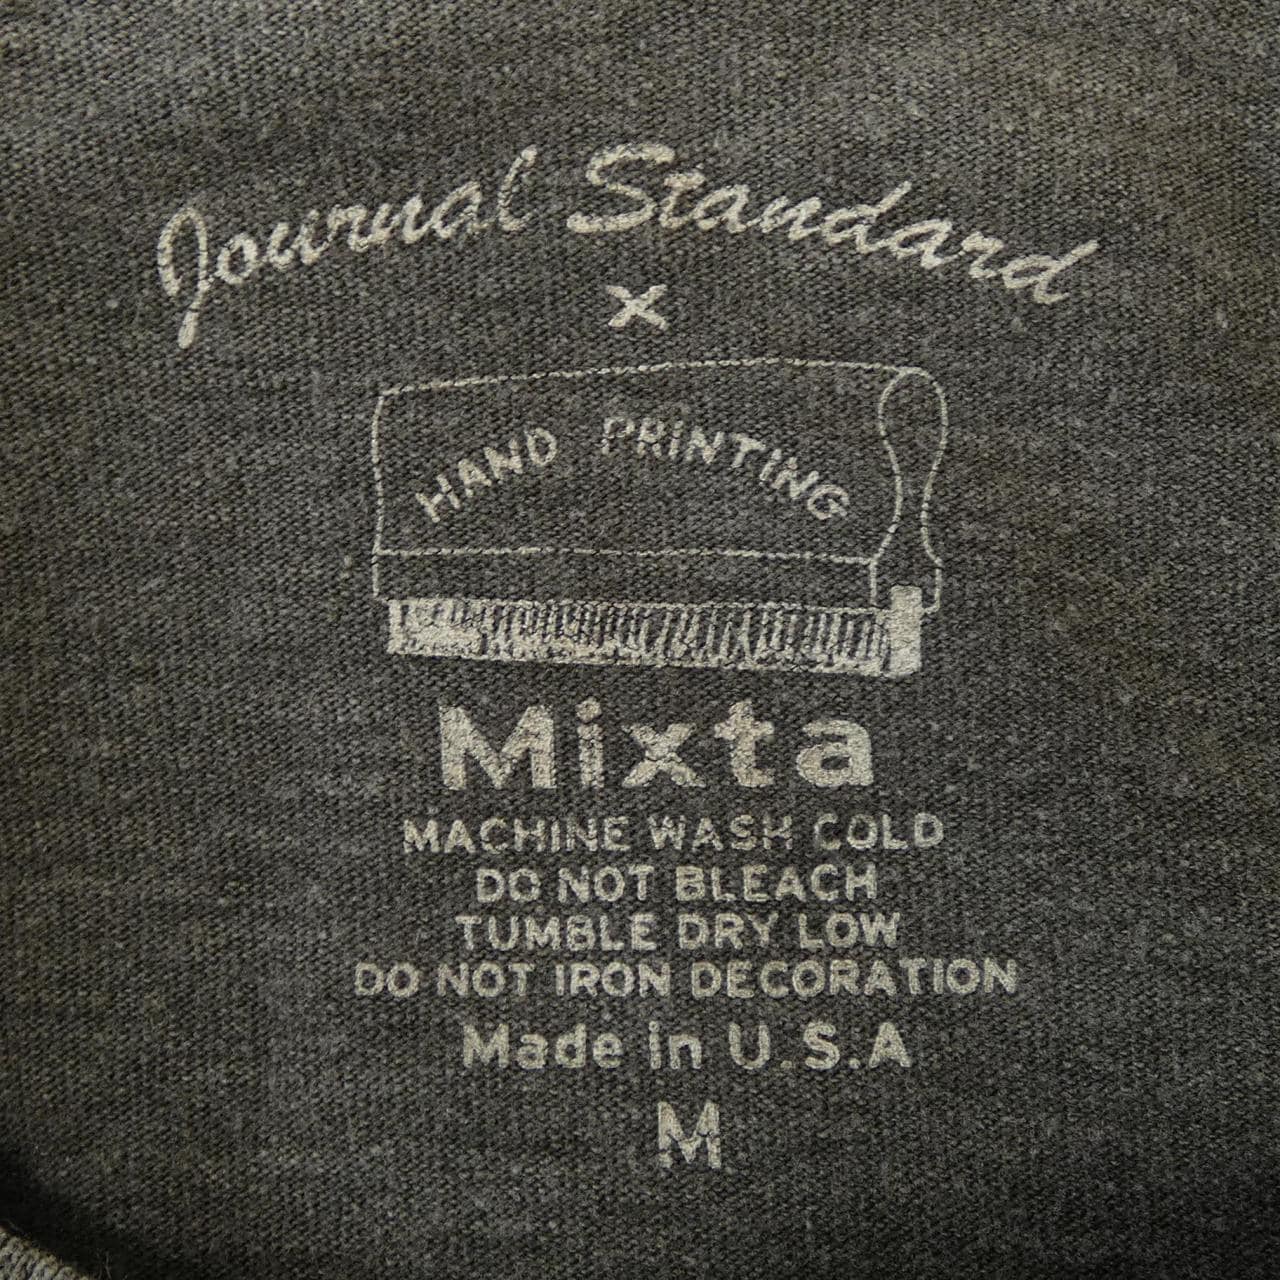 Journal Standard
X
HAND PRINTING
Mixta
MACHINE WASH COLD
DO NOT BLEACH
TUMBLE DRY LOW
DO NOT IRON DECORATION
Made in U.S.A
M